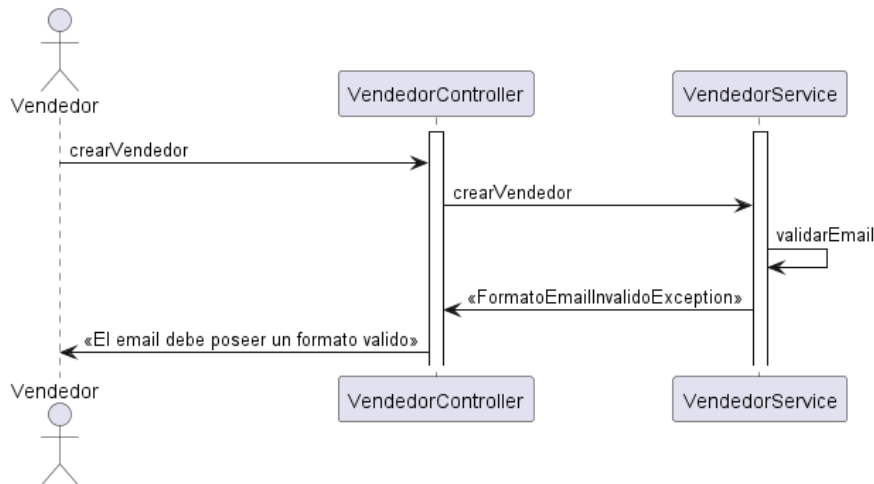 Vendedor
VendedorController
VendedorService
crearVendedor
crearVendedor
validarEmail
«FormatoEmailInvalidoException»
«El email debe poseer un formato valido»
Vendedor
VendedorController
VendedorService